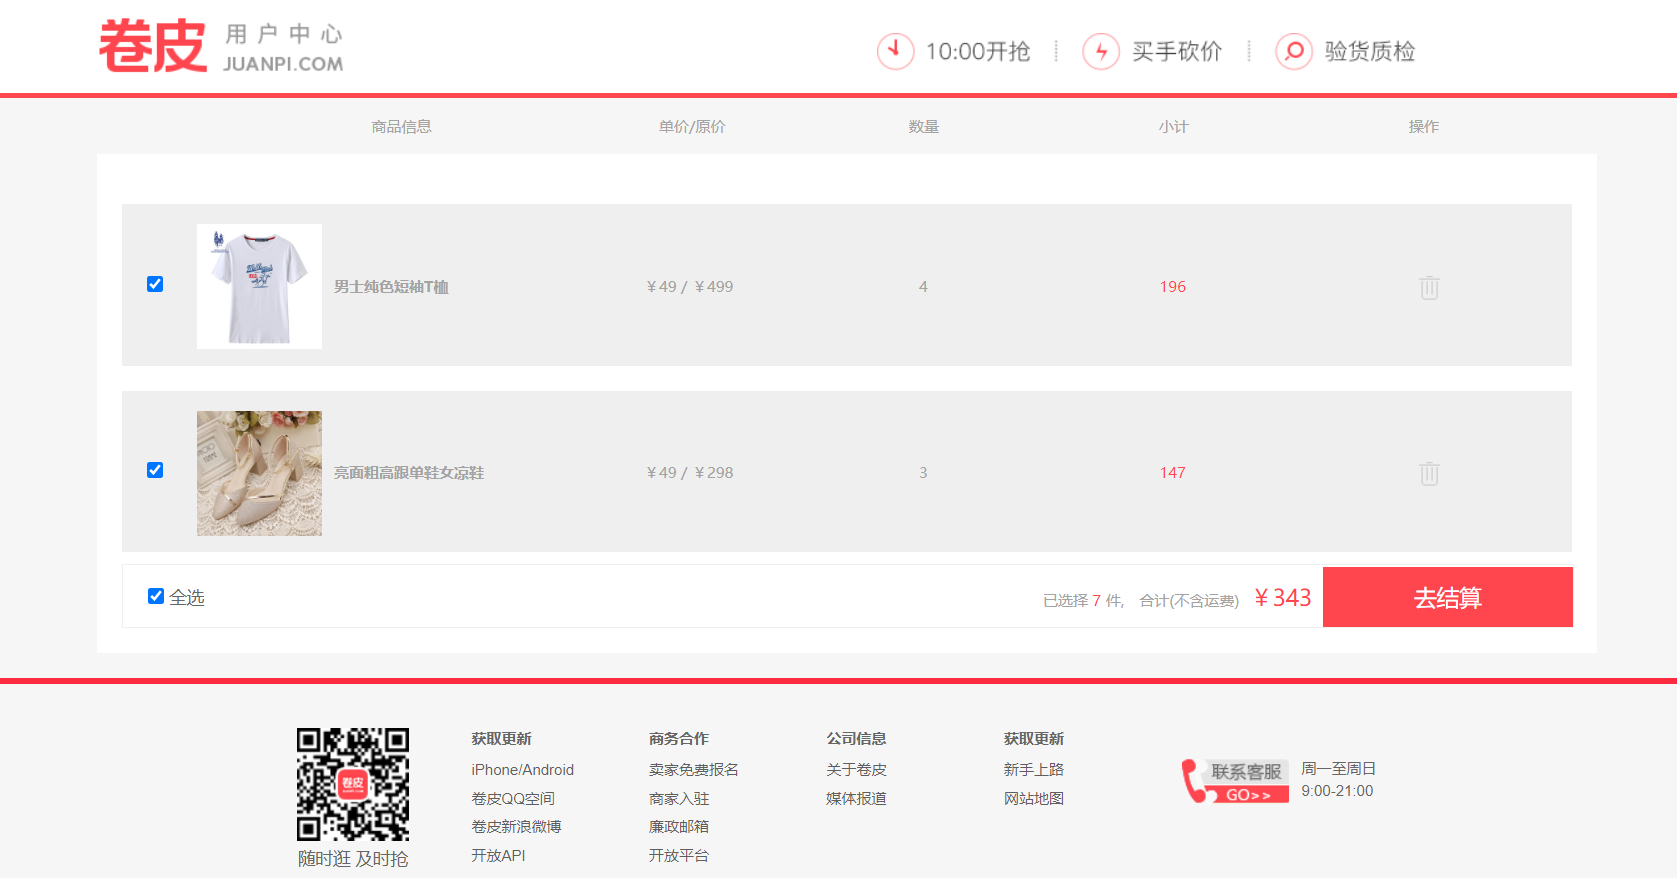 卷皮 用户中心
JUANPI.COM
10:00开抢 买手砍价 验货质检
商品信息 单价/原价 数量 小计 操作
男士纯色短袖T恤 ¥49 / ¥499 4 196
亮面粗高跟单鞋女凉鞋 ¥49 / ¥298 3 147
全选 已选择 7 件, 合计(不含运费) ¥343 去结算
获取更新 商务合作 公司信息 获取更新
iPhone/Android 卖家免费报名 关于卷皮 新手上路
卷皮QQ空间 商家入驻 媒体报道 网站地图
卷皮新浪微博 廉政邮箱
开放API 开放平台
卷皮
随时逛 及时抢
联系客服 周一至周日
GO>> 9:00-21:00